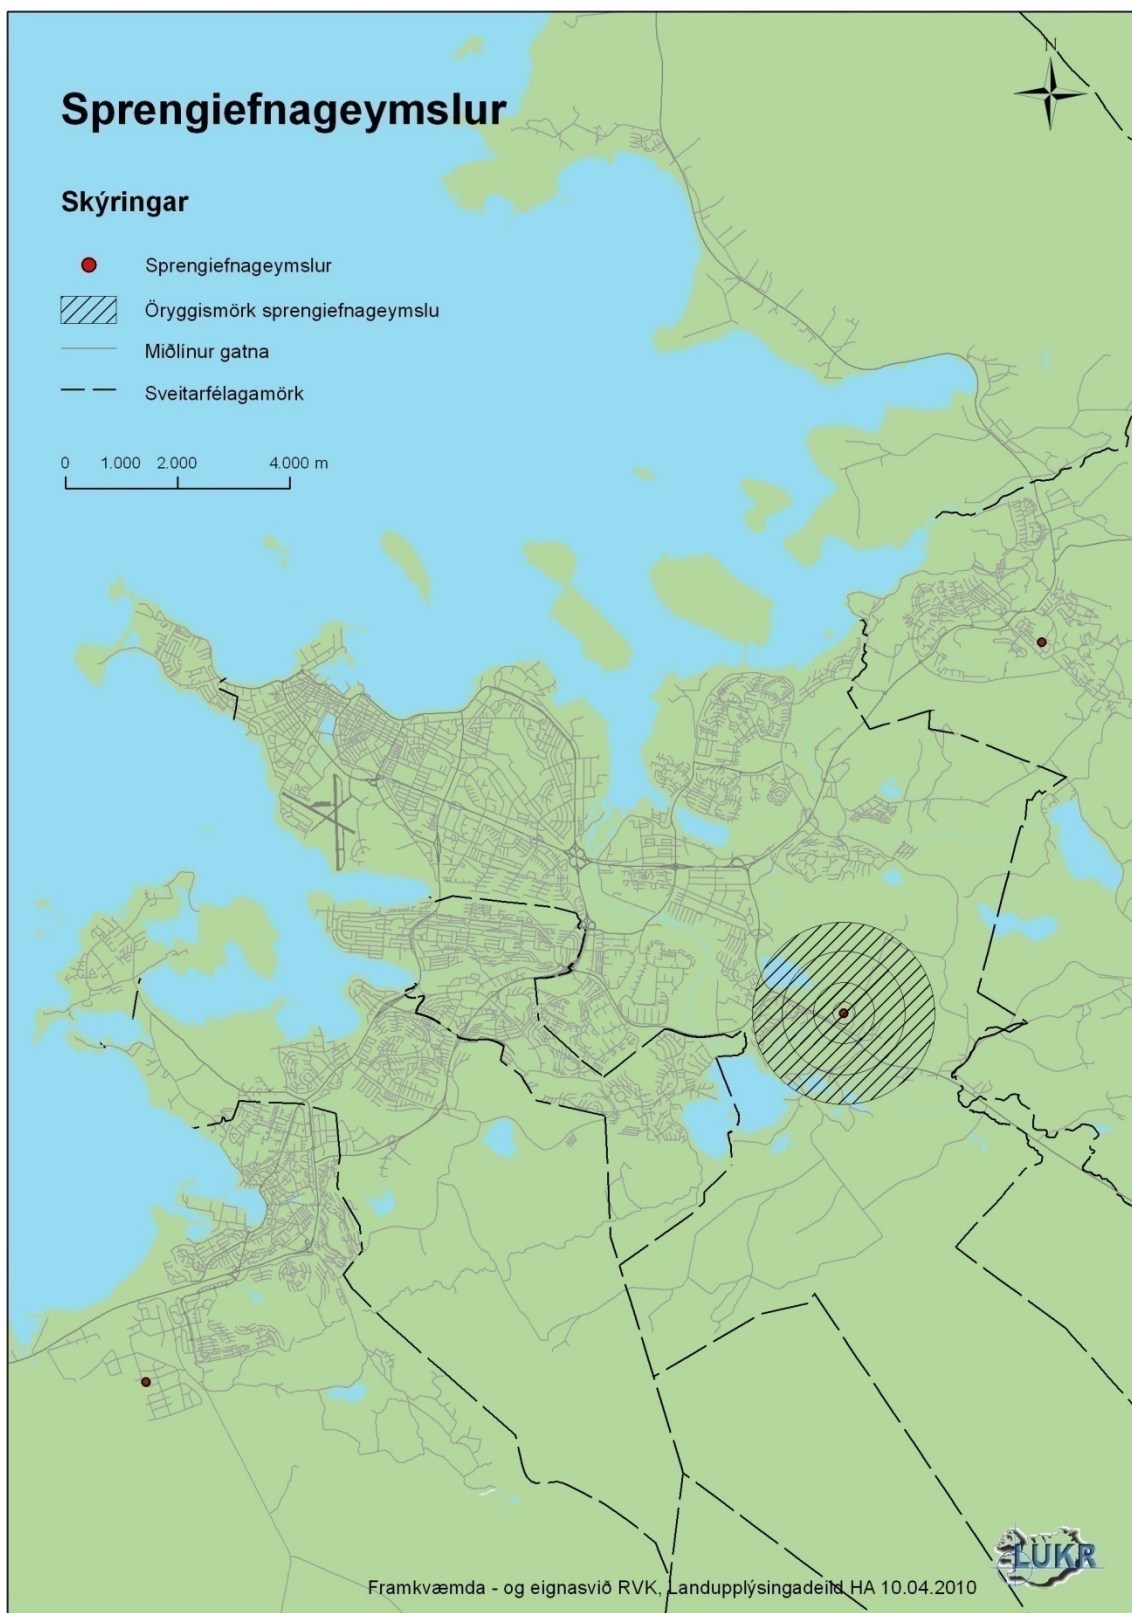 N
Sprengiefnageymslur
Skýringar
Sprengiefnageymslur
Öryggismörk sprengiefnageymslu
Miðlínur gatna
Sveitarfélagamörk
0 1.000 2.000 4.000 m
LUKR
Framkvæmda - og eignasvið RVK, Landupplýsingadeild HA 10.04.2010